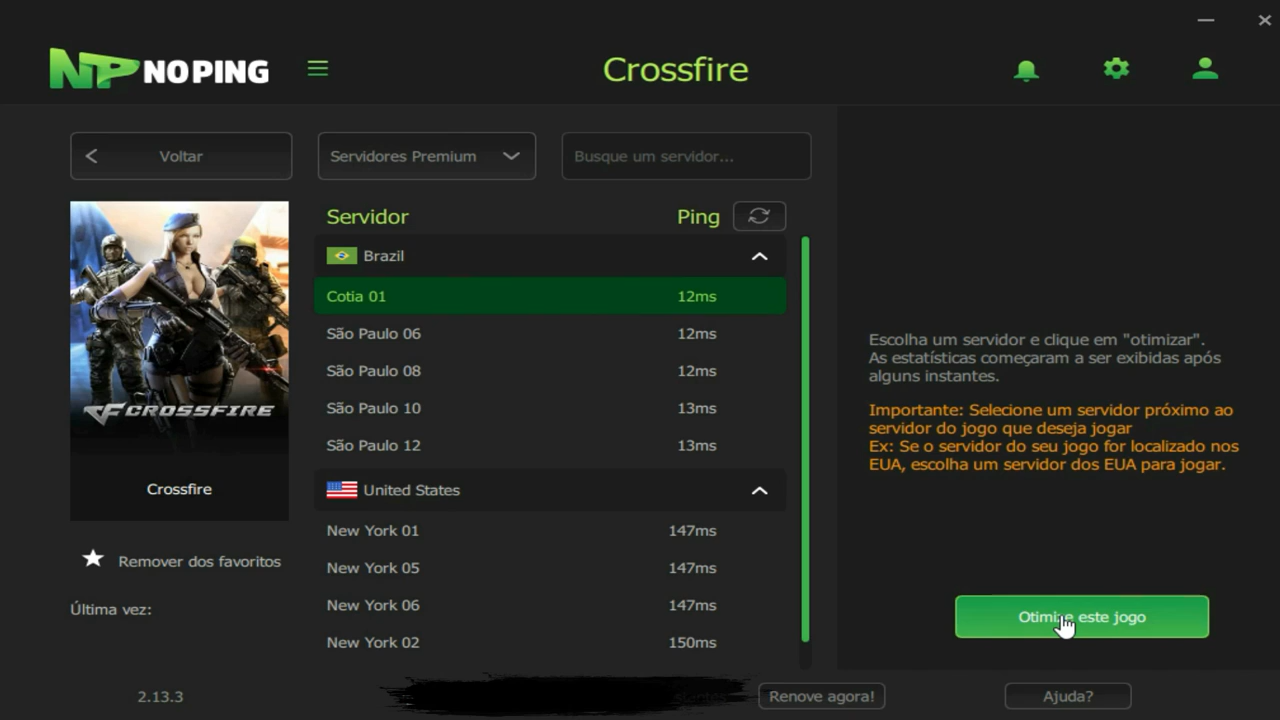 NP NOPING
Crossfire
Voltar
Servidores Premium
Busque um servidor...
Servidor Ping
Brazil
Cotia 01 12ms
São Paulo 06 12ms
São Paulo 08 12ms
São Paulo 10 13ms
São Paulo 12 13ms
United States
New York 01 147ms
New York 05 147ms
New York 06 147ms
New York 02 150ms
CF CROSSFIRE
Crossfire
Remover dos favoritos
Última vez:
Escolha um servidor e clique em "otimizar".
As estatísticas começaram a ser exibidas após
alguns instantes.
Importante: Selecione um servidor próximo ao
servidor do jogo que deseja jogar
Ex: Se o servidor do seu jogo for localizado nos
EUA, escolha um servidor dos EUA para jogar.
Otimize este jogo
2.13.3
Renove agora!
Ajuda?